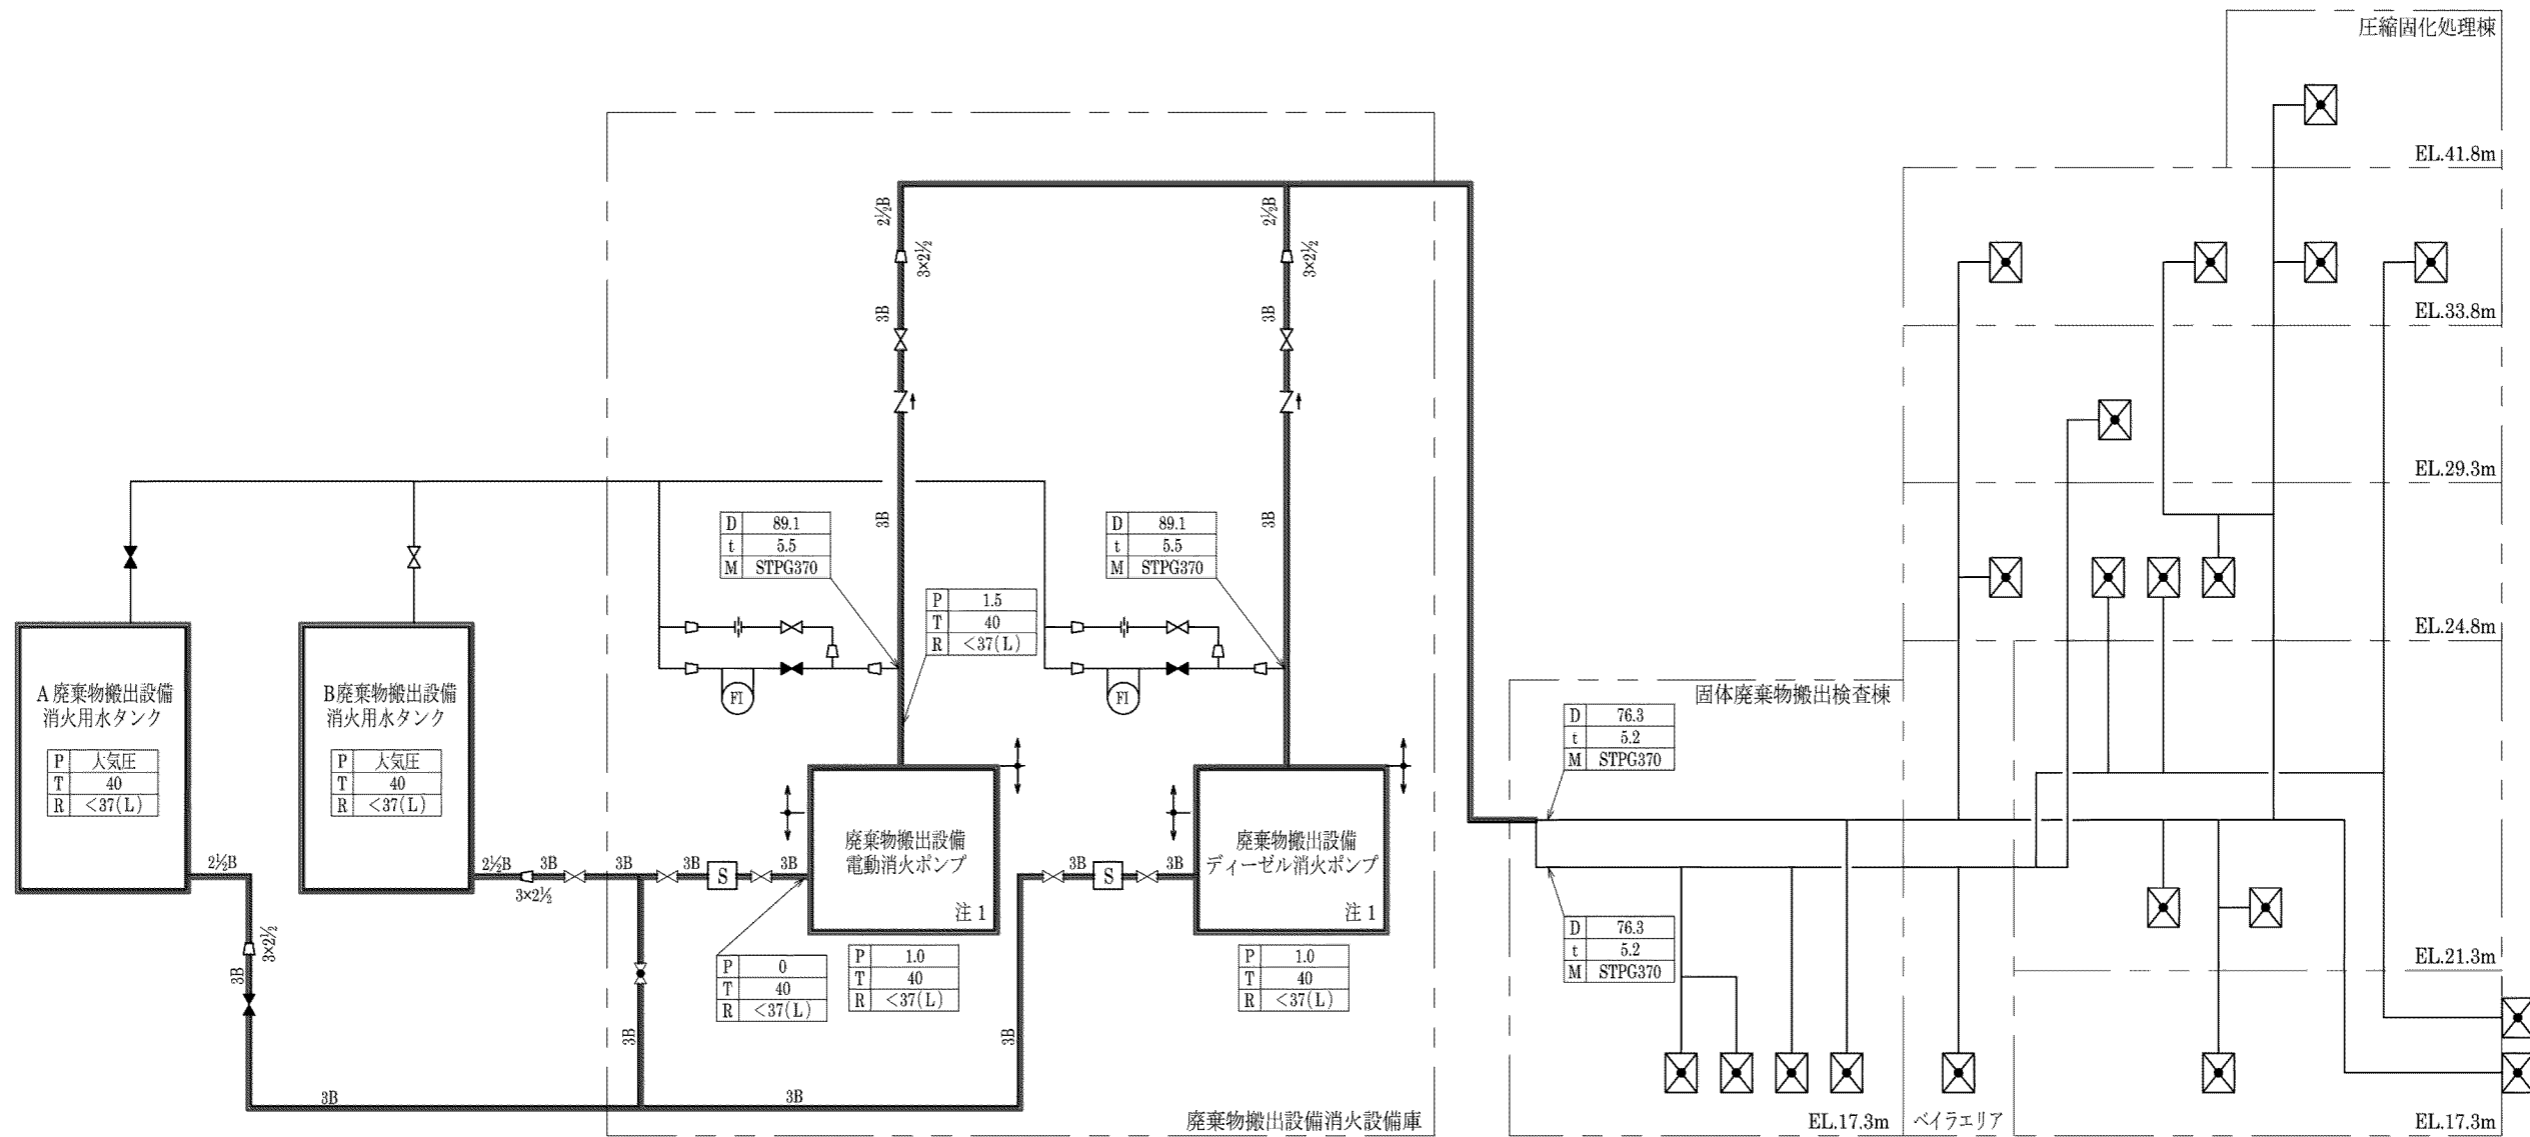 圧縮固化処理棟
EL.41.8m
EL.33.8m
EL.29.3m
EL.24.8m
EL.21.3m
EL.17.3m
2½B
3×2½
3B
3B
2½B
3×2½
3B
3B
D 89.1
t 5.5
M STPG370
D 89.1
t 5.5
M STPG370
P 1.5
T 40
R <37(L)
FI
FI
A廃棄物搬出設備
消火用水タンク
P 大気圧
T 40
R <37(L)
B廃棄物搬出設備
消火用水タンク
P 大気圧
T 40
R <37(L)
2½B
3×2½
3B
3B
2½B
3B
3×2½
3B
3B
S
3B
3B
廃棄物搬出設備
電動消火ポンプ
注1
P 0
T 40
R <37(L)
P 1.0
T 40
R <37(L)
3B
3B
3B
S
3B
廃棄物搬出設備
ディーゼル消火ポンプ
注1
P 1.0
T 40
R <37(L)
廃棄物搬出設備消火設備庫
固体廃棄物搬出検査棟
D 76.3
t 5.2
M STPG370
D 76.3
t 5.2
M STPG370
EL.17.3m
ベイラエリア